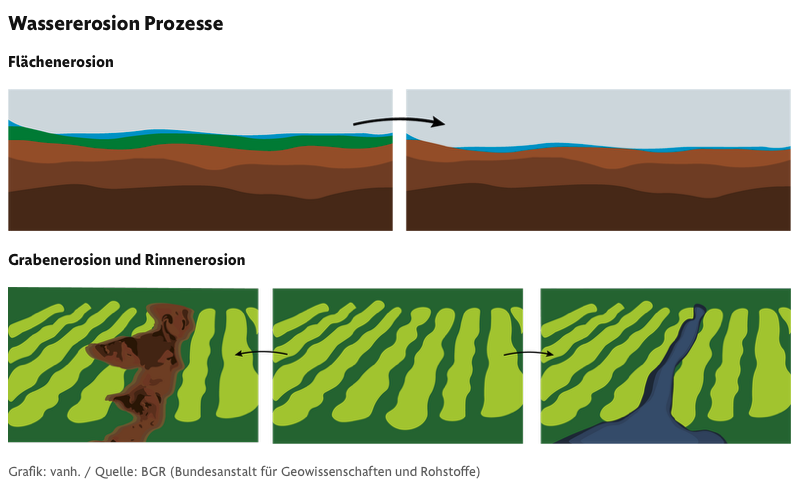 Wassererosion Prozesse
Flächenerosion
Grabenerosion und Rinnenerosion
Grafik: vanh. / Quelle: BGR (Bundesanstalt für Geowissenschaften und Rohstoffe)